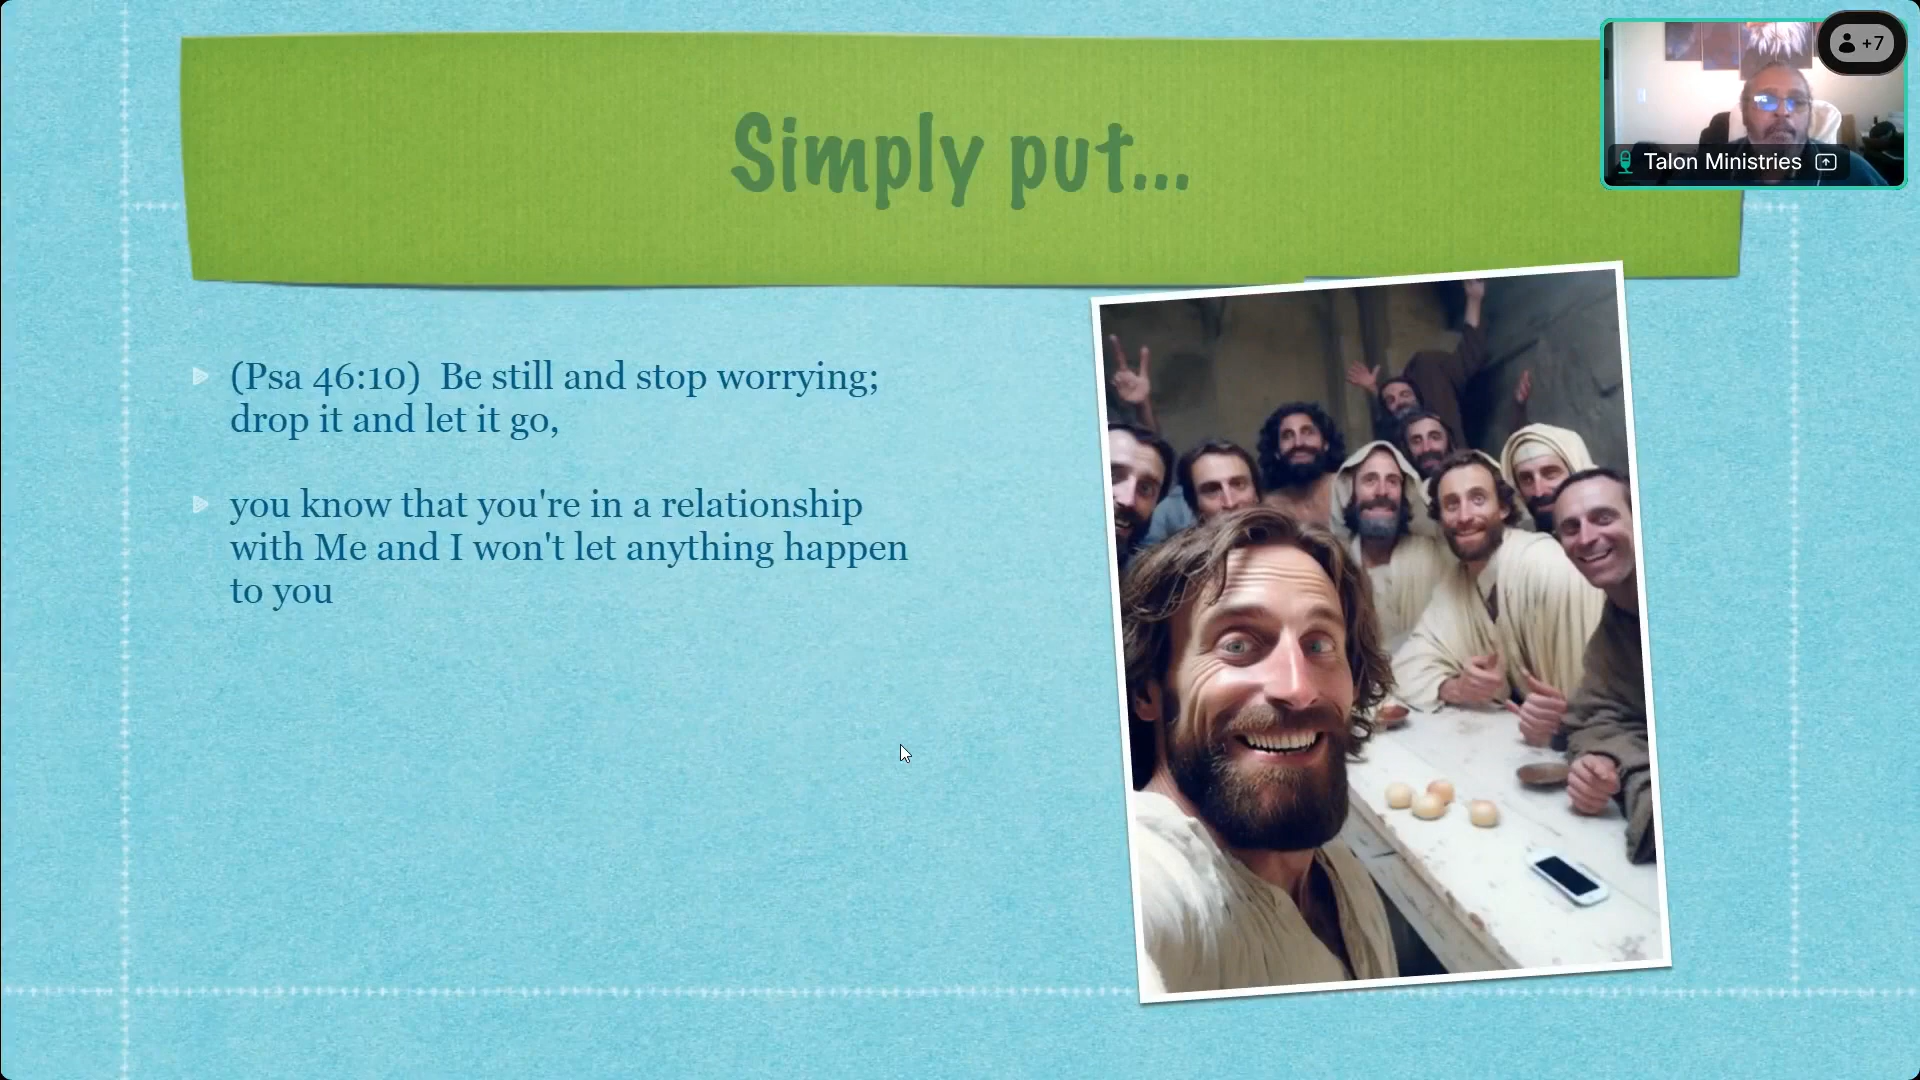 Simply put...
+7
Talon Ministries
(Psa 46:10)  Be still and stop worrying;
drop it and let it go,
you know that you're in a relationship
with Me and I won't let anything happen
to you